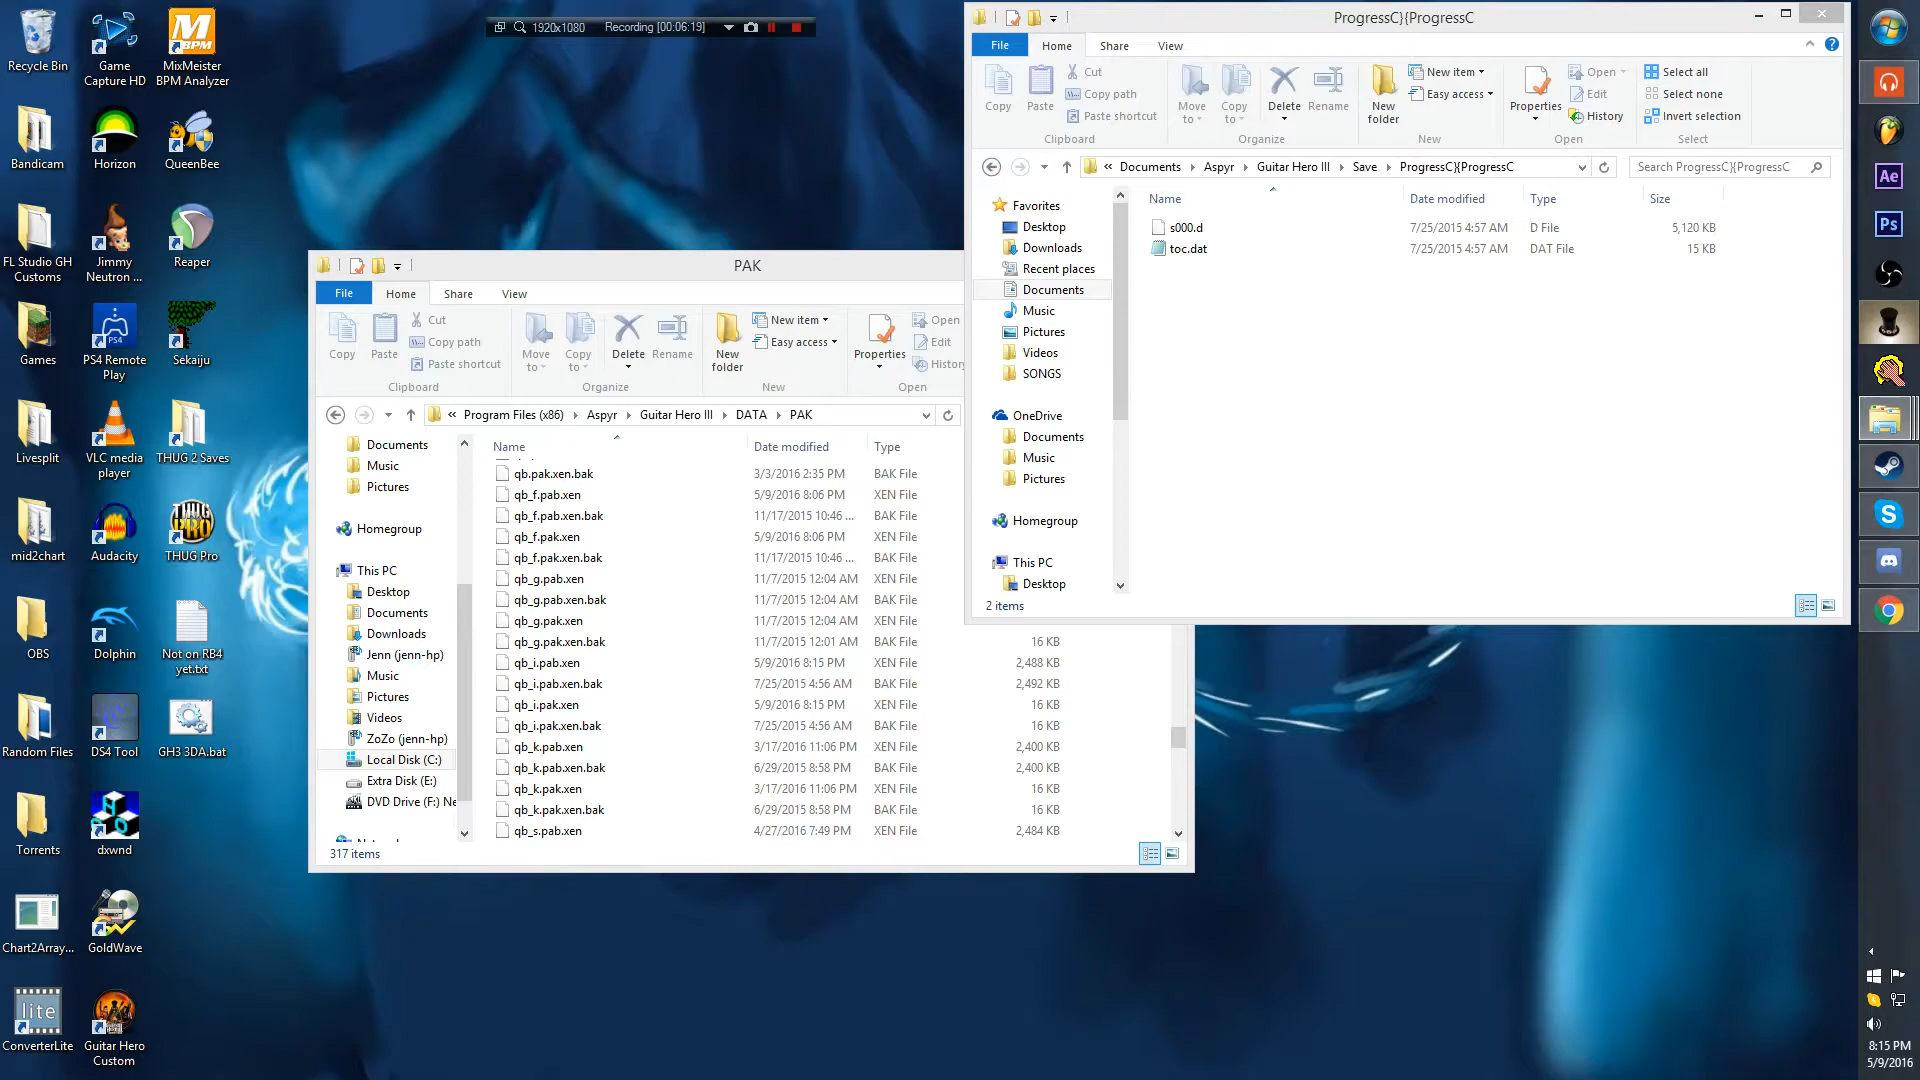 Recycle Bin
Game
Capture HD
MixMeister
BPM Analyzer
Bandicam
Horizon
QueenBee
FL Studio GH
Customs
Jimmy
Neutron ...
Reaper
Games
PS4 Remote
Play
Sekaiju
Livesplit
VLC media
player
THUG 2 Saves
mid2chart
Audacity
THUG Pro
OBS
Dolphin
Not on RB4
yet.txt
Random Files
DS4 Tool
GH3 3DA.bat
Torrents
dxwnd
Chart2Array...
GoldWave
lite
ConverterLite
Guitar Hero
Custom
1920x1080 Recording [00:06:19]
PAK
File Home Share View
Copy
Paste
Cut
Copy path
Paste shortcut
Move
to
Copy
to
Delete
Rename
New
folder
New item
Easy access
Properties
Open
Edit
History
Clipboard Organize New Open
« Program Files (x86) Aspyr Guitar Hero III DATA PAK
Documents
Music
Pictures
Homegroup
This PC
Desktop
Documents
Downloads
Jenn (jenn-hp)
Music
Pictures
Videos
ZoZo (jenn-hp)
Local Disk (C:)
Extra Disk (E:)
DVD Drive (F:) Ne
Name Date modified Type
qb.pak.xen.bak 3/3/2016 2:35 PM BAK File
qb_f.pab.xen 5/9/2016 8:06 PM XEN File
qb_f.pab.xen.bak 11/17/2015 10:46 ... BAK File
qb_f.pak.xen 5/9/2016 8:06 PM XEN File
qb_f.pak.xen.bak 11/17/2015 10:46 ... BAK File
qb_g.pab.xen 11/7/2015 12:04 AM XEN File
qb_g.pab.xen.bak 11/7/2015 12:04 AM BAK File
qb_g.pak.xen 11/7/2015 12:04 AM XEN File
qb_g.pak.xen.bak 11/7/2015 12:01 AM BAK File 16 KB
qb_i.pab.xen 5/9/2016 8:15 PM XEN File 2,488 KB
qb_i.pab.xen.bak 7/25/2015 4:56 AM BAK File 2,492 KB
qb_i.pak.xen 5/9/2016 8:15 PM XEN File 16 KB
qb_i.pak.xen.bak 7/25/2015 4:56 AM BAK File 16 KB
qb_k.pab.xen 3/17/2016 11:06 PM XEN File 2,400 KB
qb_k.pab.xen.bak 6/29/2015 8:58 PM BAK File 2,400 KB
qb_k.pak.xen 3/17/2016 11:06 PM XEN File 16 KB
qb_k.pak.xen.bak 6/29/2015 8:58 PM BAK File 16 KB
qb_s.pab.xen 4/27/2016 7:49 PM XEN File 2,484 KB
317 items
ProgressC}{ProgressC
File Home Share View
Copy
Paste
Cut
Copy path
Paste shortcut
Move
to
Copy
to
Delete
Rename
New
folder
New item
Easy access
Properties
Open
Edit
History
Select all
Select none
Invert selection
Clipboard Organize New Open Select
« Documents Aspyr Guitar Hero III Save ProgressC}{ProgressC
Search ProgressC}{ProgressC
Favorites
Desktop
Downloads
Recent places
Documents
Music
Pictures
Videos
SONGS
OneDrive
Documents
Music
Pictures
Homegroup
This PC
Desktop
Name Date modified Type Size
s000.d 7/25/2015 4:57 AM D File 5,120 KB
toc.dat 7/25/2015 4:57 AM DAT File 15 KB
2 items
Ae
Ps
8:15 PM
5/9/2016